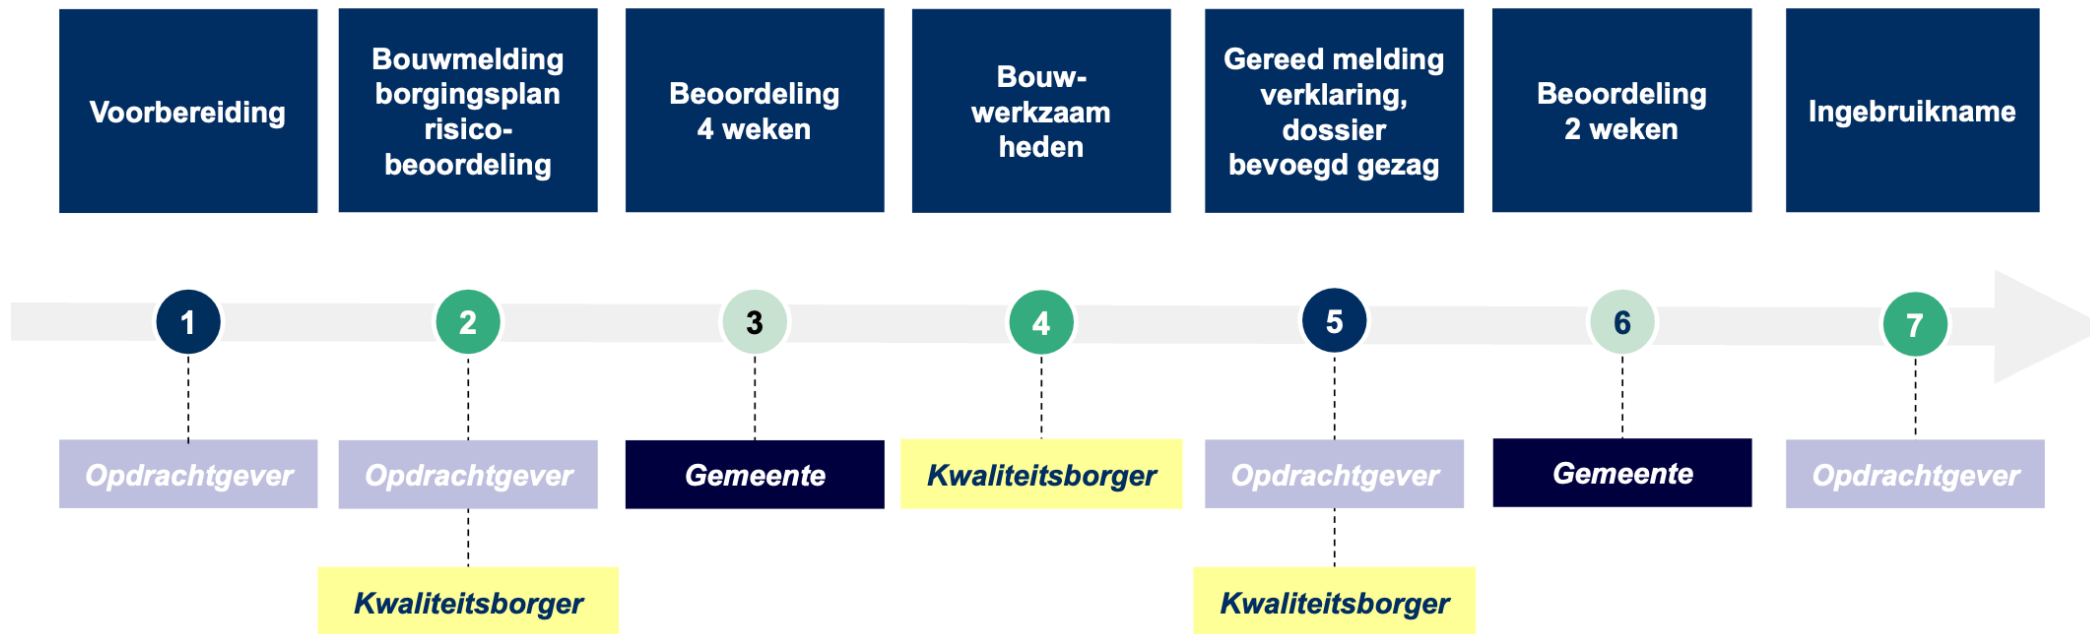 Voorbereiding
Bouwmelding
borgingsplan
risico-
beoordeling
Beoordeling
4 weken
Bouw-
werkzaam
heden
Gereed melding
verklaring,
dossier
bevoegd gezag
Beoordeling
2 weken
Ingebruikname
1
2
3
4
5
6
7
Opdrachtgever
Opdrachtgever
Gemeente
Kwaliteitsborger
Opdrachtgever
Gemeente
Opdrachtgever
Kwaliteitsborger
Kwaliteitsborger